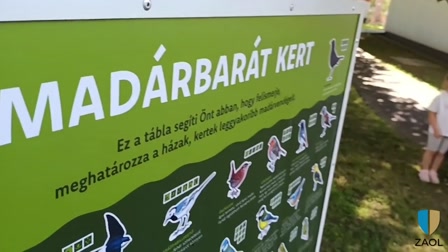 MADÁRBARÁT KERT
Ez a tábla segíti Önt abban, hogy felismerje,
meghatározza a házak, kertek leggyakoribb madárvendégeit.
ZAOL